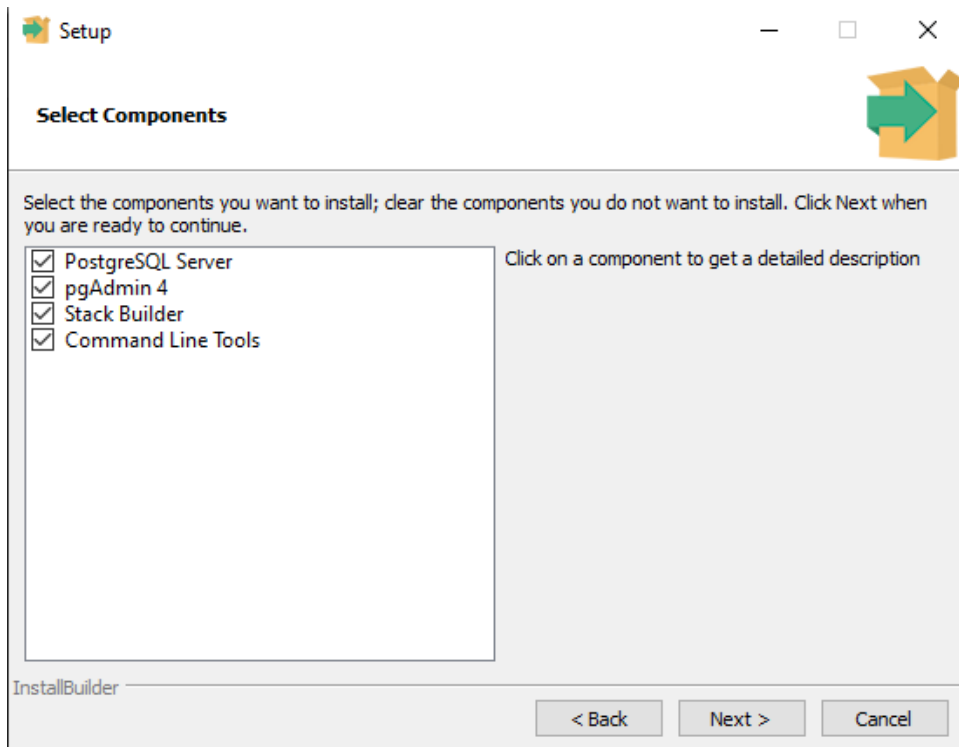 Setup
Select Components
Select the components you want to install; clear the components you do not want to install. Click Next when
you are ready to continue.
PostgreSQL Server
pgAdmin 4
Stack Builder
Command Line Tools
Click on a component to get a detailed description
InstallBuilder
< Back
Next >
Cancel